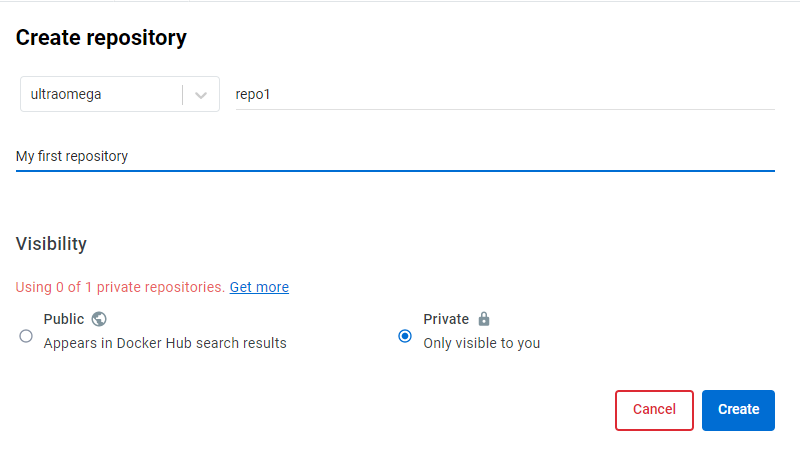 Create repository
ultraomega repo1
My first repository
Visibility
Using 0 of 1 private repositories. Get more
Public Private
Appears in Docker Hub search results Only visible to you
Cancel Create